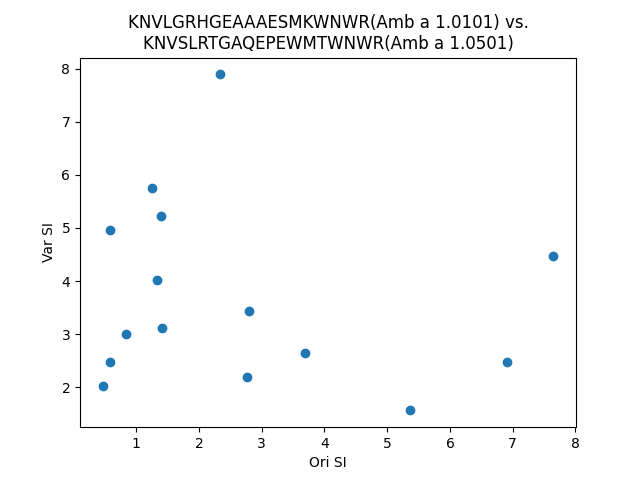 KNVLGRHGEAAAESMKWNWR(Amb a 1.0101) vs.
KNVSLRTGAQEPEWMTWNWR(Amb a 1.0501)
8
7
6
5
4
3
2
Var SI
1 2 3 4 5 6 7 8
Ori SI